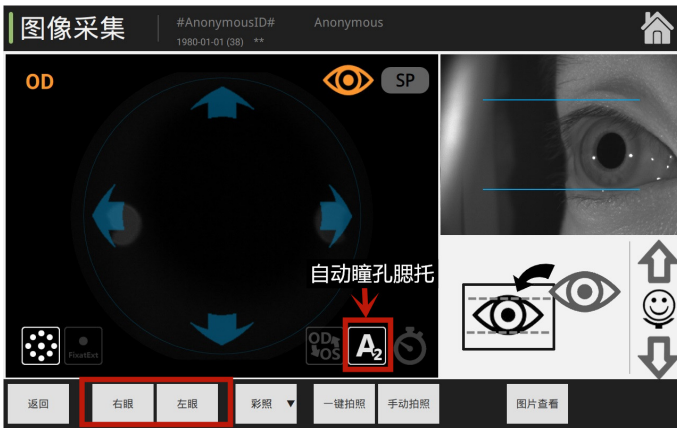 图像采集
#AnonymousID# Anonymous
1980-01-01 (38) **
OD
SP
自动瞳孔腮托
FixatExt
OD
OS
A2
返回
右眼
左眼
彩照
一键拍照
手动拍照
图片查看